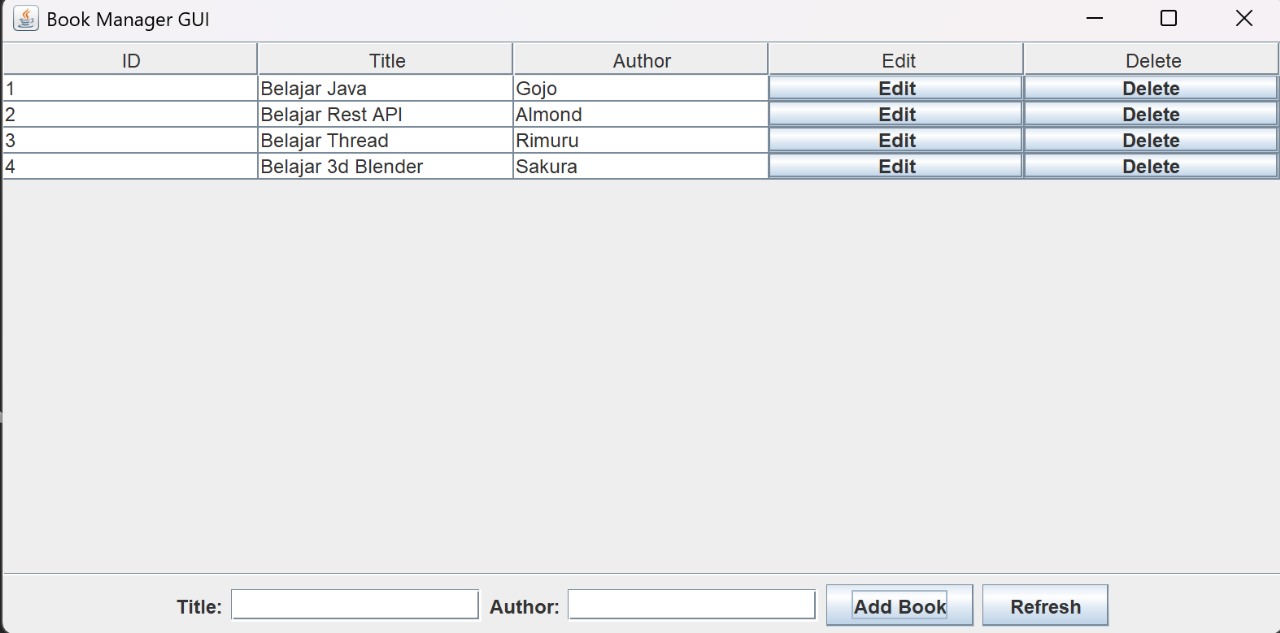 Book Manager GUI
ID Title Author Edit Delete
1 Belajar Java Gojo Edit Delete
2 Belajar Rest API Almond Edit Delete
3 Belajar Thread Rimuru Edit Delete
4 Belajar 3d Blender Sakura Edit Delete
Title: Author: Add Book Refresh